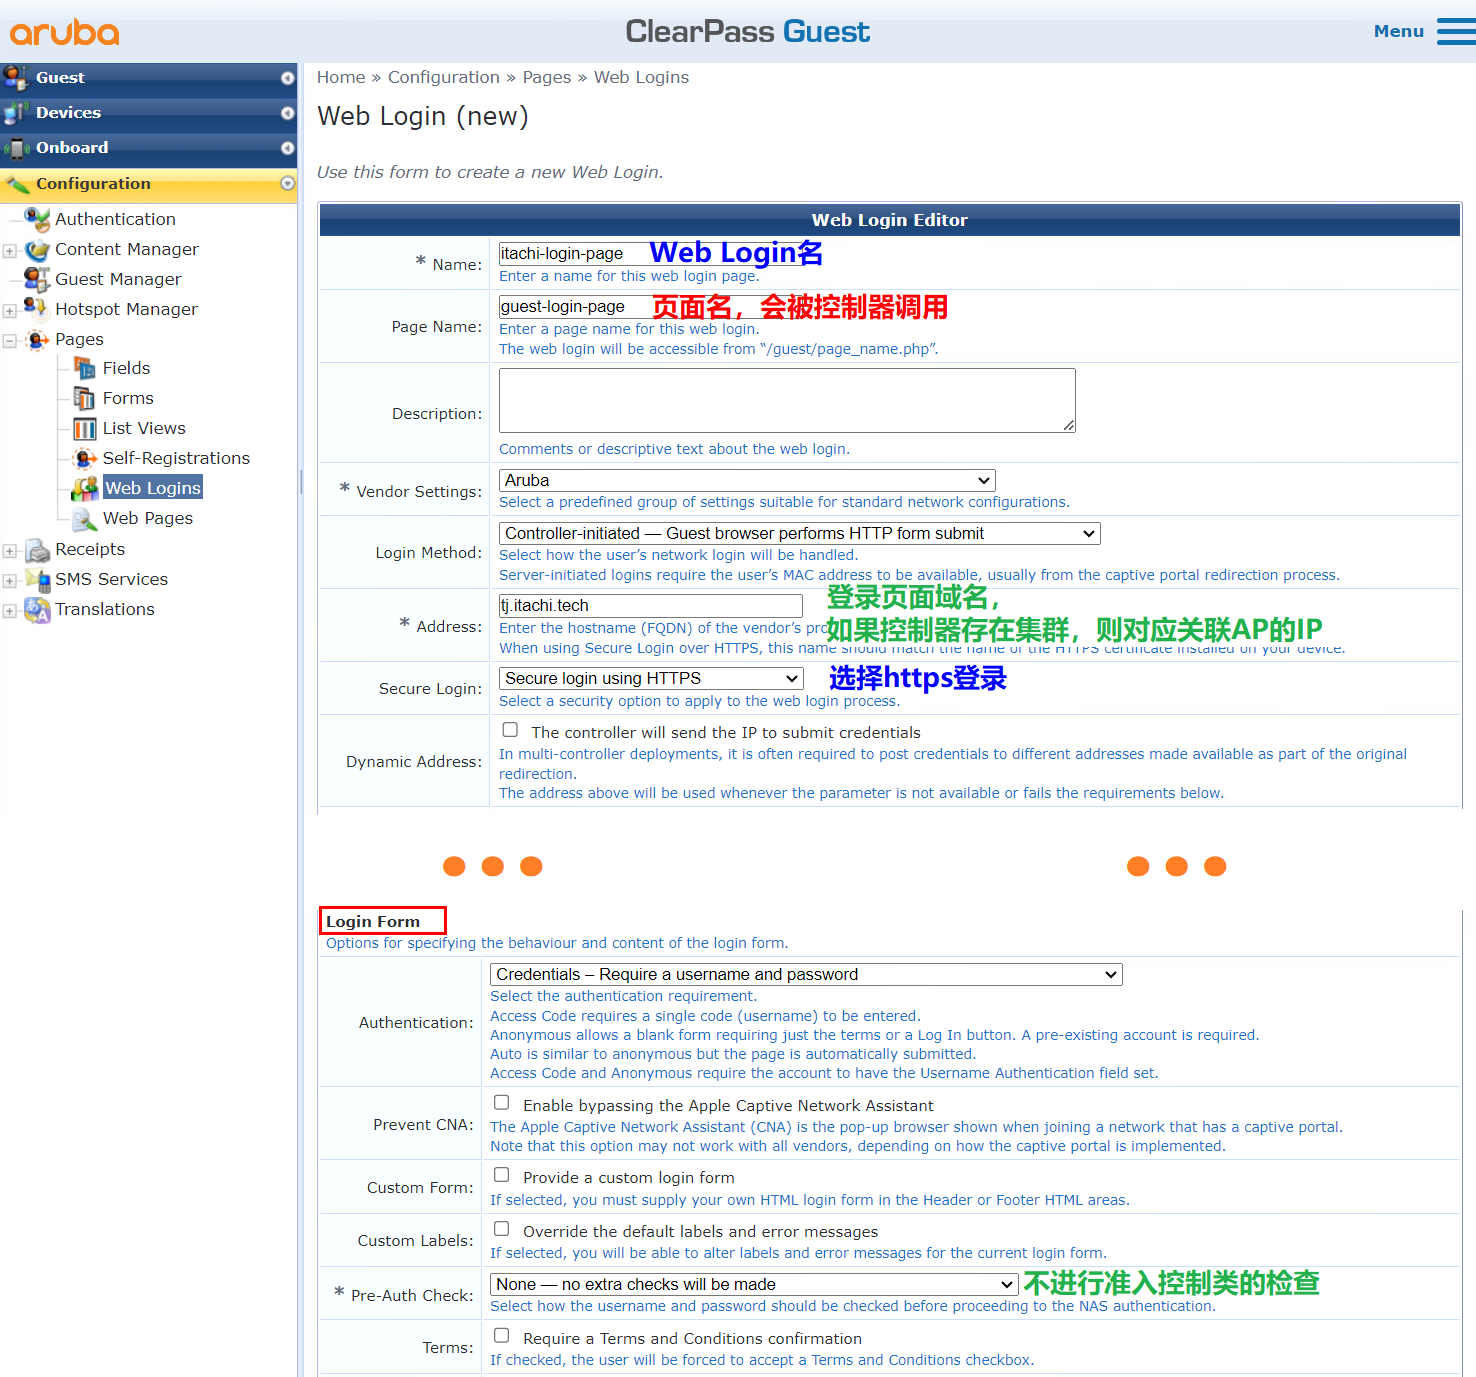 aruba
ClearPass Guest
Menu
Guest
Devices
Onboard
Configuration
Authentication
Content Manager
Guest Manager
Hotspot Manager
Pages
Fields
Forms
List Views
Self-Registrations
Web Logins
Web Pages
Receipts
SMS Services
Translations
Home » Configuration » Pages » Web Logins
Web Login (new)
Use this form to create a new Web Login.
Web Login Editor
* Name:
itachi-login-page
Web Login名
Enter a name for this web login page.
Page Name:
guest-login-page
页面名，会被控制器调用
Enter a page name for this web login.
The web login will be accessible from “/guest/page_name.php”.
Description:
Comments or descriptive text about the web login.
* Vendor Settings:
Aruba
Select a predefined group of settings suitable for standard network configurations.
Login Method:
Controller-initiated — Guest browser performs HTTP form submit
Select how the user’s network login will be handled.
Server-initiated logins require the user’s MAC address to be available, usually from the captive portal redirection process.
* Address:
tj.itachi.tech
登录页面域名，
Enter the hostname (FQDN) of the vendor’s
如果控制器存在集群，则对应关联AP的IP
When using Secure Login over HTTPS, this name should match the name of the HTTPS certificate installed on your device.
Secure Login:
Secure login using HTTPS
选择https登录
Select a security option to apply to the web login process.
Dynamic Address:
The controller will send the IP to submit credentials
In multi-controller deployments, it is often required to post credentials to different addresses made available as part of the original
redirection.
The address above will be used whenever the parameter is not available or fails the requirements below.
Login Form
Options for specifying the behaviour and content of the login form.
Authentication:
Credentials – Require a username and password
Select the authentication requirement.
Access Code requires a single code (username) to be entered.
Anonymous allows a blank form requiring just the terms or a Log In button. A pre-existing account is required.
Auto is similar to anonymous but the page is automatically submitted.
Access Code and Anonymous require the account to have the Username Authentication field set.
Prevent CNA:
Enable bypassing the Apple Captive Network Assistant
The Apple Captive Network Assistant (CNA) is the pop-up browser shown when joining a network that has a captive portal.
Note that this option may not work with all vendors, depending on how the captive portal is implemented.
Custom Form:
Provide a custom login form
If selected, you must supply your own HTML login form in the Header or Footer HTML areas.
Custom Labels:
Override the default labels and error messages
If selected, you will be able to alter labels and error messages for the current login form.
* Pre-Auth Check:
None — no extra checks will be made
不进行准入控制类的检查
Select how the username and password should be checked before proceeding to the NAS authentication.
Terms:
Require a Terms and Conditions confirmation
If checked, the user will be forced to accept a Terms and Conditions checkbox.